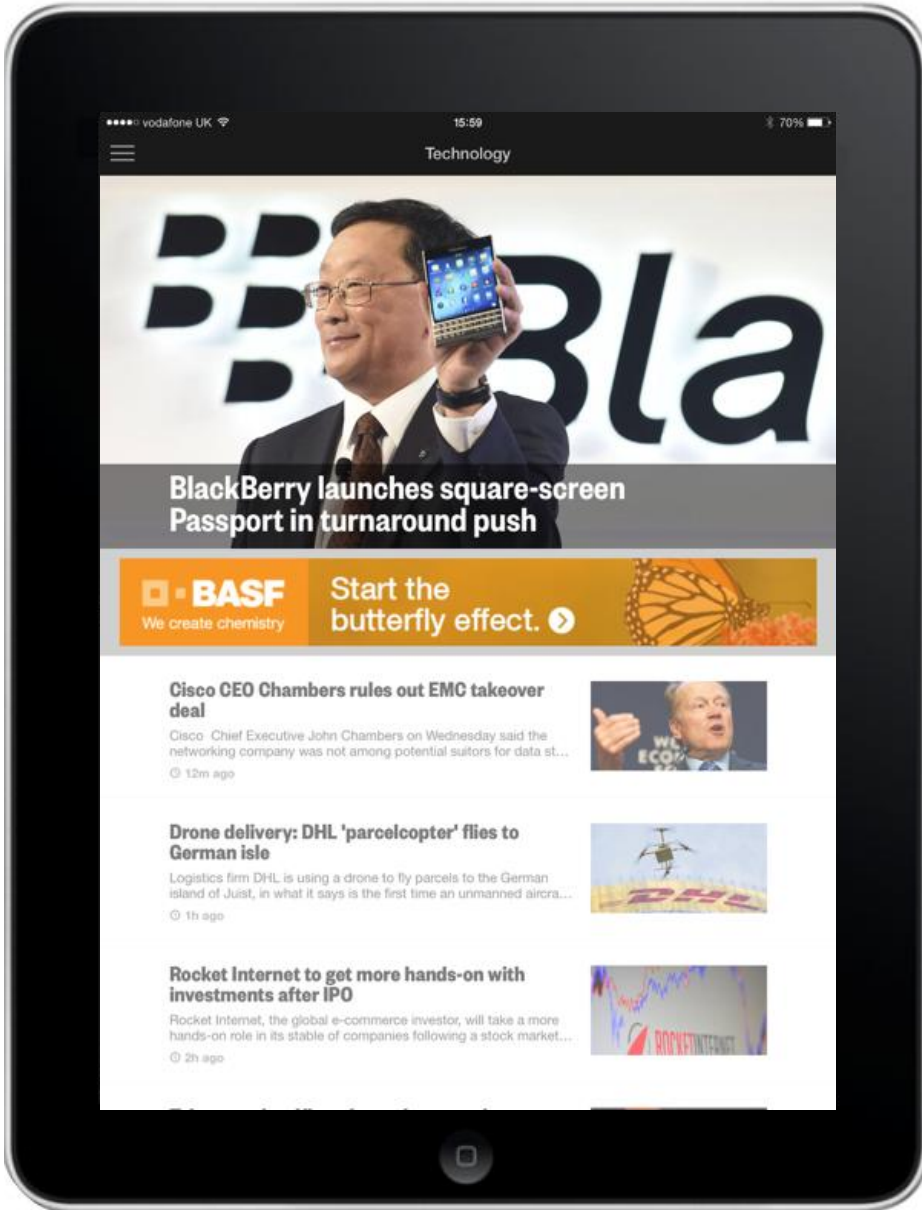 vodafone UK
15:59
70%
Technology
Bla
BlackBerry launches square-screen
Passport in turnaround push
BASF
We create chemistry
Start the
butterfly effect.
Cisco CEO Chambers rules out EMC takeover
deal
Cisco Chief Executive John Chambers on Wednesday said the
networking company was not among potential suitors for data st...
12m ago
Drone delivery: DHL 'parcelcopter' flies to
German isle
Logistics firm DHL is using a drone to fly parcels to the German
island of Juist, in what it says is the first time an unmanned aircra...
1h ago
DHL
Rocket Internet to get more hands-on with
investments after IPO
Rocket Internet, the global e-commerce investor, will take a more
hands-on role in its stable of companies following a stock market...
2h ago
ROCKET INTERNET